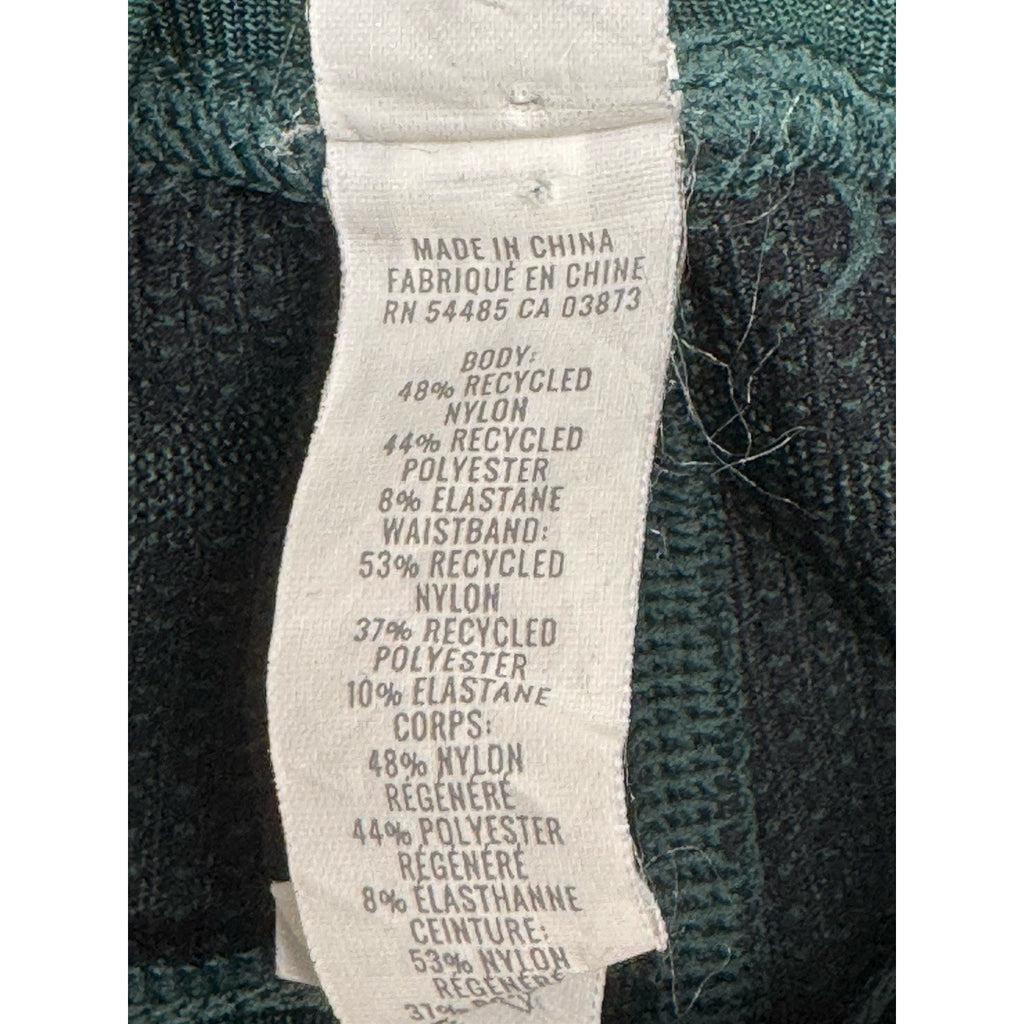 MADE IN CHINA
FABRIQUÉ EN CHINE
RN 54485 CA 03873
BODY:
48% RECYCLED
NYLON
44% RECYCLED
POLYESTER
8% ELASTANE
WAISTBAND:
53% RECYCLED
NYLON
37% RECYCLED
POLYESTER
10% ELASTANE
CORPS:
48% NYLON
RÉGÉNÉRÉ
44% POLYESTER
RÉGÉNÉRÉ
8% ÉLASTHANNE
CEINTURE:
53% NYLON
RÉGÉNÉRÉ
37%